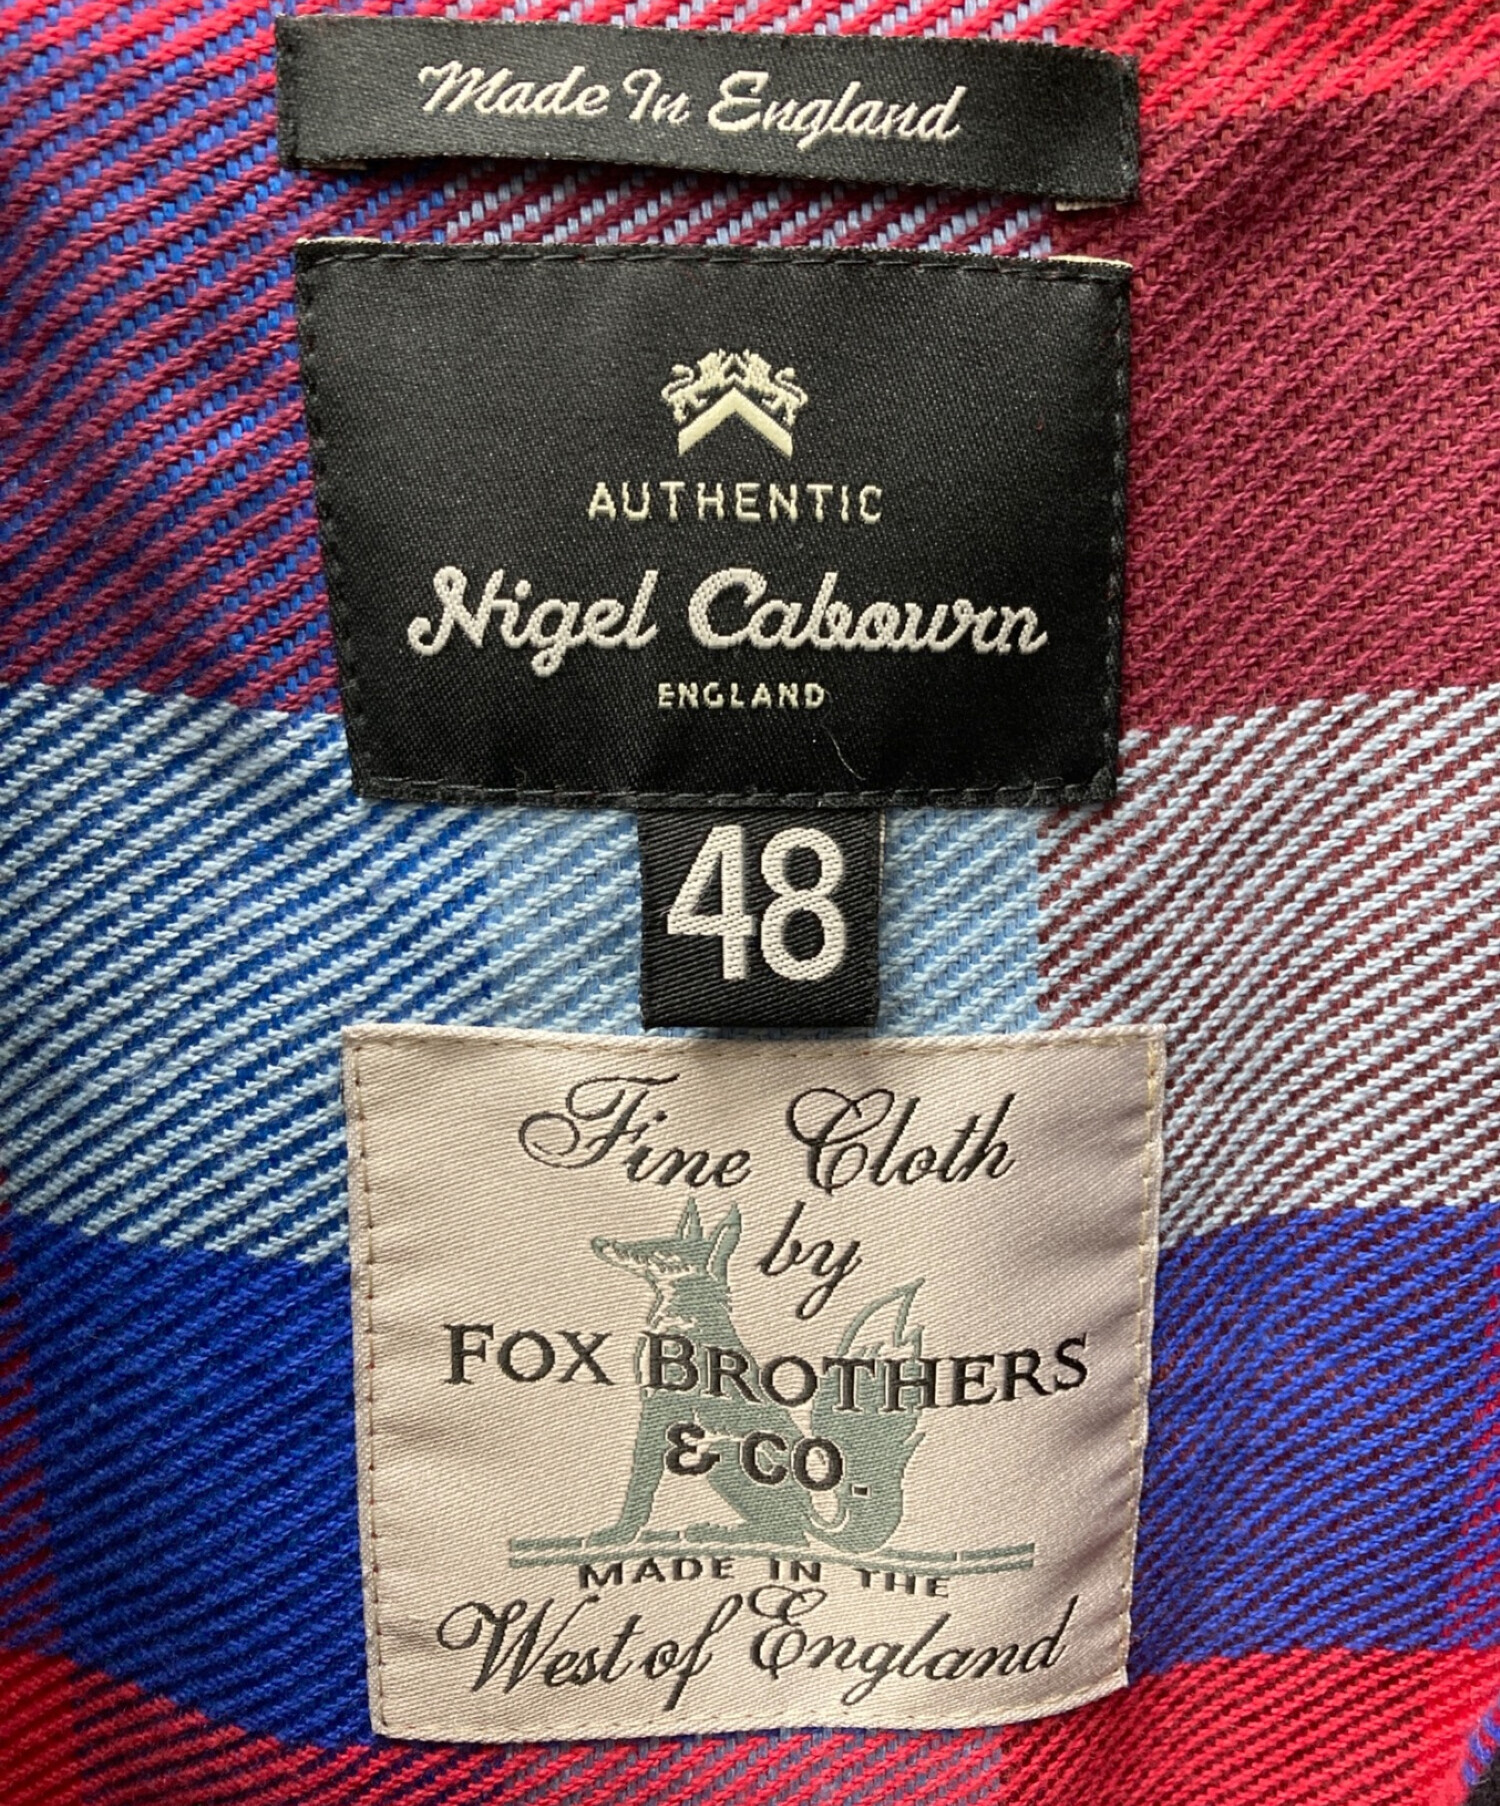 Made In England
AUTHENTIC
Nigel Cabourn
ENGLAND
48
Fine Cloth
by
FOX BROTHERS
& CO.
MADE IN THE
West of England